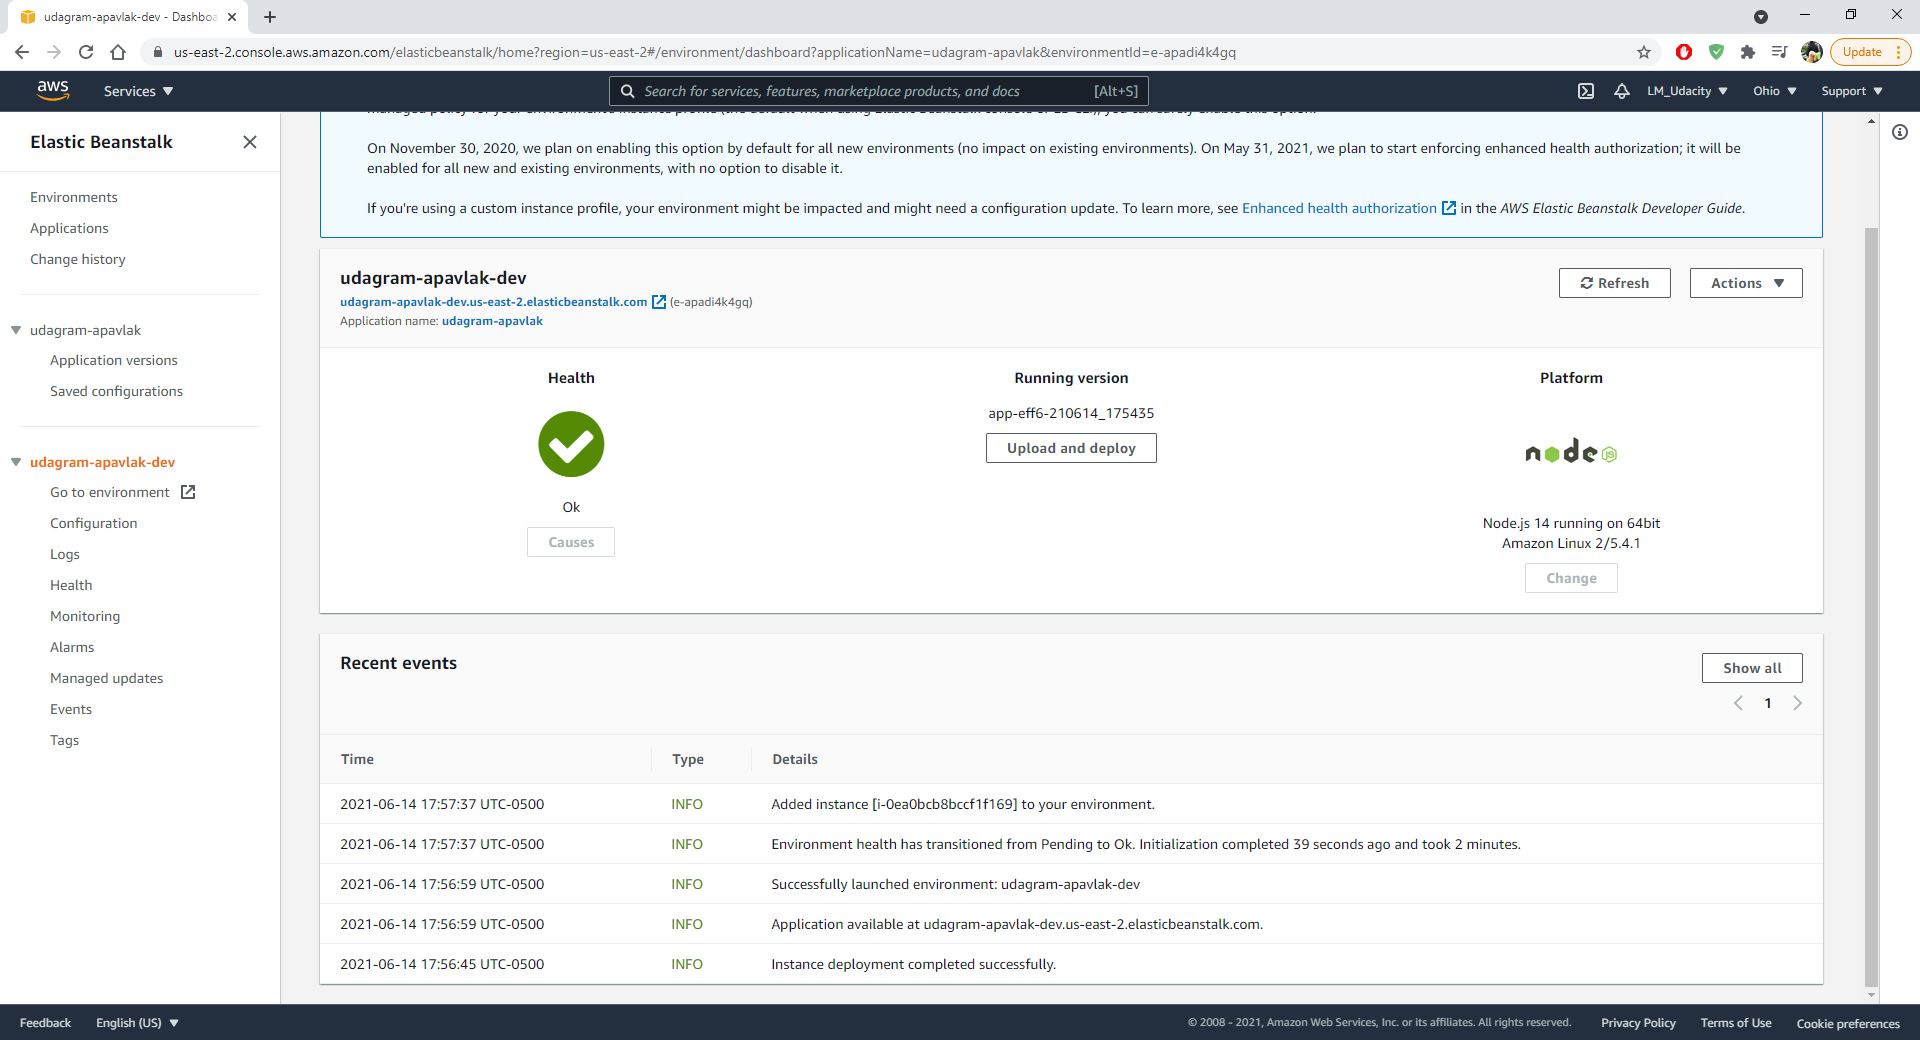 udagram-apavlak-dev - Dashbo
us-east-2.console.aws.amazon.com/elasticbeanstalk/home?region=us-east-2#/environment/dashboard?applicationName=udagram-apavlak&environmentId=e-apadi4k4gq
Update
aws
Services
Search for services, features, marketplace products, and docs [Alt+S]
LM_Udacity
Ohio
Support
Elastic Beanstalk
Environments
Applications
Change history
udagram-apavlak
Application versions
Saved configurations
udagram-apavlak-dev
Go to environment
Configuration
Logs
Health
Monitoring
Alarms
Managed updates
Events
Tags
On November 30, 2020, we plan on enabling this option by default for all new environments (no impact on existing environments). On May 31, 2021, we plan to start enforcing enhanced health authorization; it will be
enabled for all new and existing environments, with no option to disable it.
If you're using a custom instance profile, your environment might be impacted and might need a configuration update. To learn more, see Enhanced health authorization in the AWS Elastic Beanstalk Developer Guide.
udagram-apavlak-dev
udagram-apavlak-dev.us-east-2.elasticbeanstalk.com (e-apadi4k4gq)
Application name: udagram-apavlak
Refresh
Actions
Health
Ok
Causes
Running version
app-eff6-210614_175435
Upload and deploy
Platform
node JS
Node.js 14 running on 64bit
Amazon Linux 2/5.4.1
Change
Recent events
Show all
1
Time Type Details
2021-06-14 17:57:37 UTC-0500 INFO Added instance [i-0ea0bcb8bccf1f169] to your environment.
2021-06-14 17:57:37 UTC-0500 INFO Environment health has transitioned from Pending to Ok. Initialization completed 39 seconds ago and took 2 minutes.
2021-06-14 17:56:59 UTC-0500 INFO Successfully launched environment: udagram-apavlak-dev
2021-06-14 17:56:59 UTC-0500 INFO Application available at udagram-apavlak-dev.us-east-2.elasticbeanstalk.com.
2021-06-14 17:56:45 UTC-0500 INFO Instance deployment completed successfully.
Feedback
English (US)
© 2008 - 2021, Amazon Web Services, Inc. or its affiliates. All rights reserved.
Privacy Policy
Terms of Use
Cookie preferences